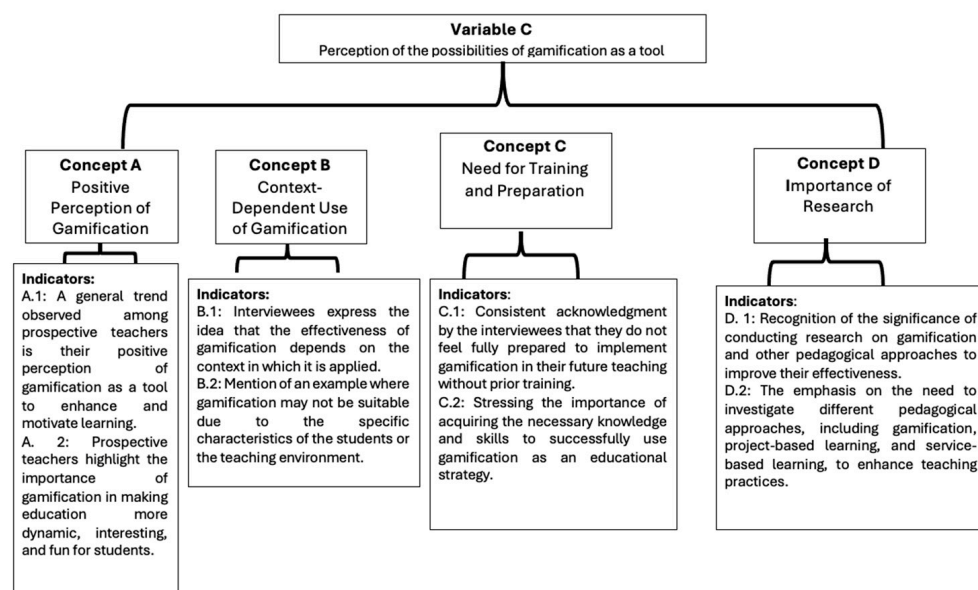 Variable C
Perception of the possibilities of gamification as a tool
Concept A
Positive
Perception of
Gamification
Concept B
Context-
Dependent Use
of Gamification
Concept C
Need for Training
and Preparation
Concept D
Importance of
Research
Indicators:
A.1: A general trend
observed among
prospective teachers
is their positive
perception of
gamification as a tool
to enhance and
motivate learning.
A. 2: Prospective
teachers highlight the
importance of
gamification in making
education more
dynamic, interesting,
and fun for students.
Indicators:
B.1: Interviewees express the
idea that the effectiveness of
gamification depends on the
context in which it is applied.
B.2: Mention of an example where
gamification may not be suitable
due to the specific
characteristics of the students or
the teaching environment.
Indicators:
C.1: Consistent acknowledgment
by the interviewees that they do not
feel fully prepared to implement
gamification in their future teaching
without prior training.
C.2: Stressing the importance of
acquiring the necessary knowledge
and skills to successfully use
gamification as an educational
strategy.
Indicators:
D. 1: Recognition of the significance of
conducting research on gamification
and other pedagogical approaches to
improve their effectiveness.
D.2: The emphasis on the need to
investigate different pedagogical
approaches, including gamification,
project-based learning, and service-
based learning, to enhance teaching
practices.